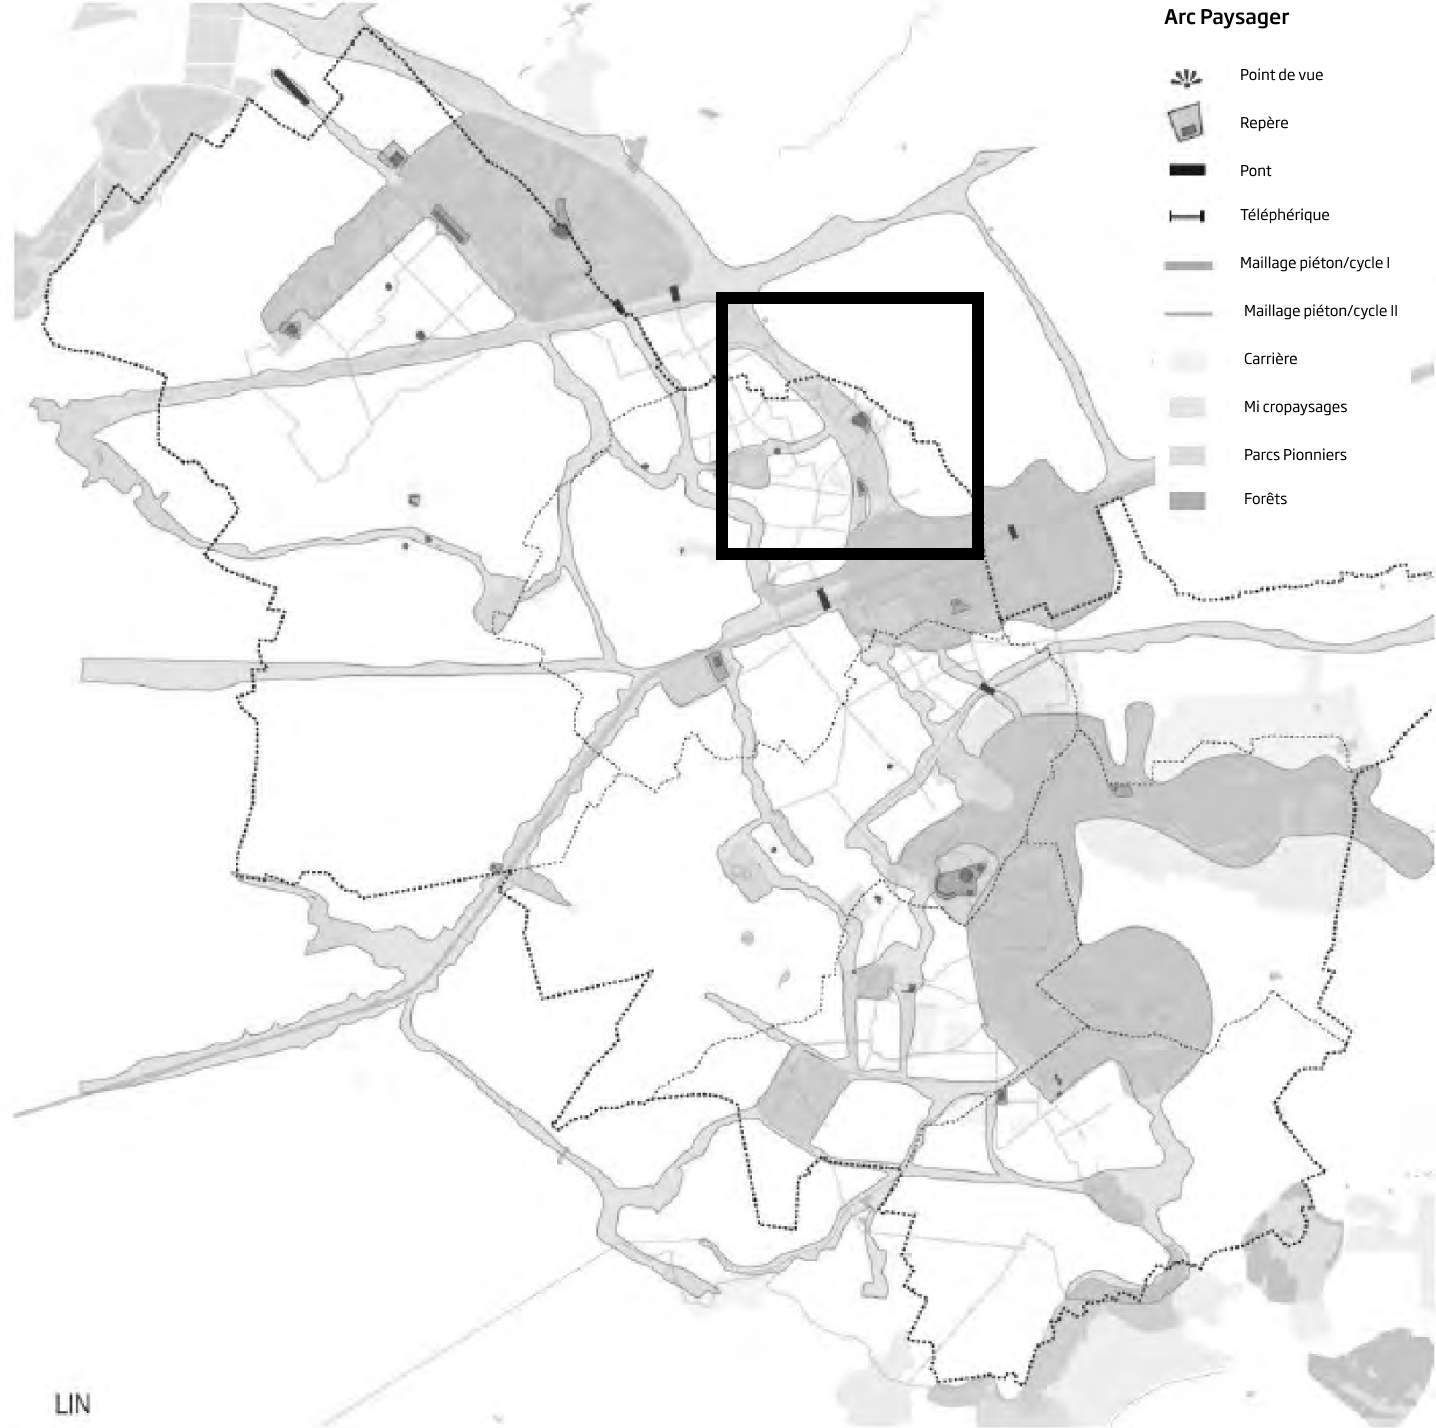 Arc Paysager
Point de vue
Repère
Pont
Téléphérique
Maillage piéton/cycle I
Maillage piéton/cycle II
Carrière
Mi cropaysages
Parcs Pionniers
Forêts
LIN